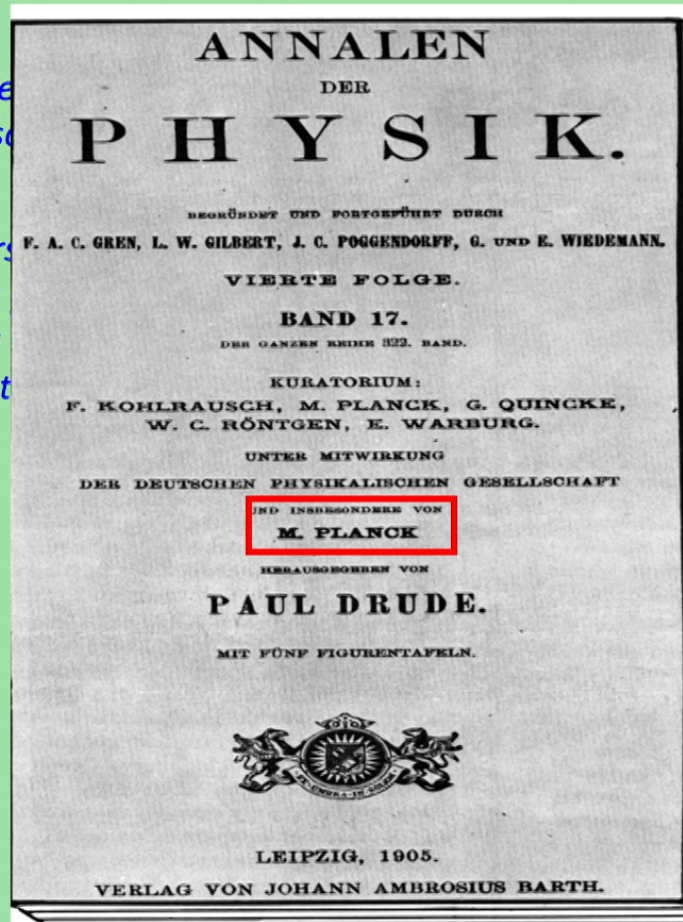 ANNALEN
DER
PHYSIK.
BEGRÜNDET UND FORTGEFÜHRT DURCH
F. A. C. GREN, L. W. GILBERT, J. C. POGGENDORFF, G. UND E. WIEDEMANN.
VIERTE FOLGE.
BAND 17.
DER GANZEN REIHE 322. BAND.
KURATORIUM:
F. KOHLRAUSCH, M. PLANCK, G. QUINCKE,
W. C. RÖNTGEN, E. WARBURG.
UNTER MITWIRKUNG
DER DEUTSCHEN PHYSIKALISCHEN GESELLSCHAFT
UND INSBESONDERE VON
M. PLANCK
HERAUSGEGEBEN VON
PAUL DRUDE.
MIT FÜNF FIGURENTAFELN.
LEIPZIG, 1905.
VERLAG VON JOHANN AMBROSIUS BARTH.